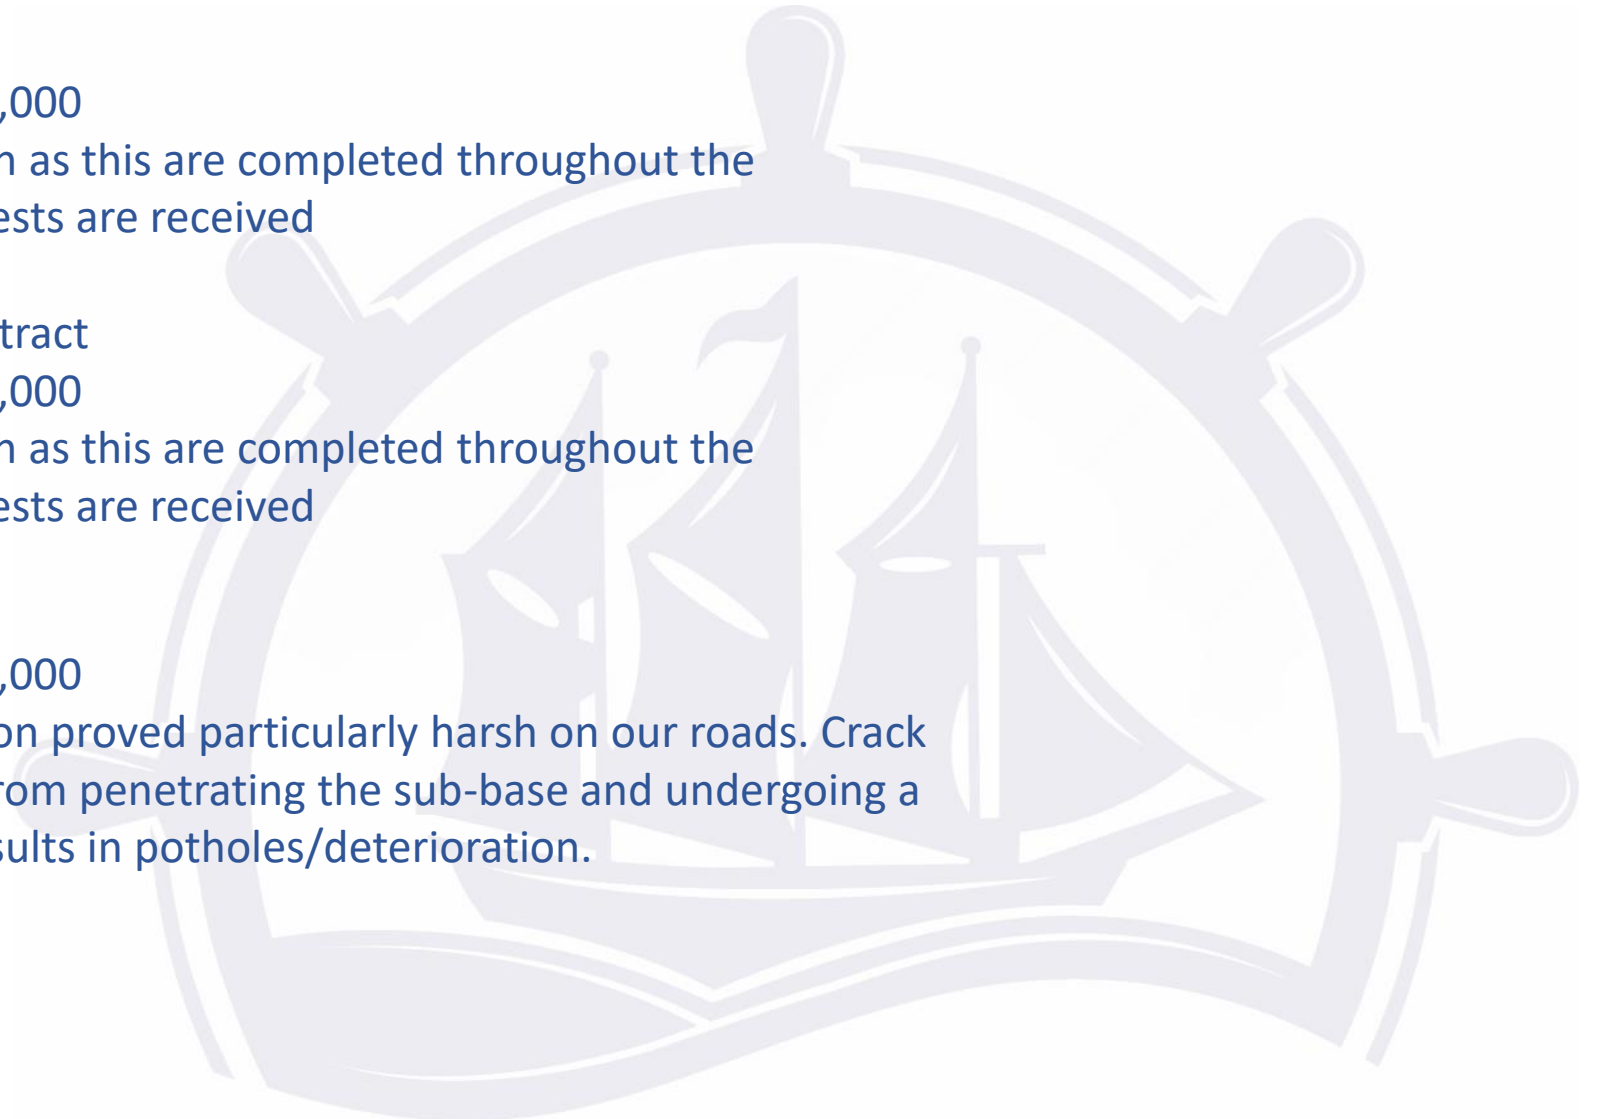 ,000
h as this are completed throughout the
ests are received
tract
,000
h as this are completed throughout the
ests are received
,000
on proved particularly harsh on our roads. Crack
rom penetrating the sub-base and undergoing a
sults in potholes/deterioration.